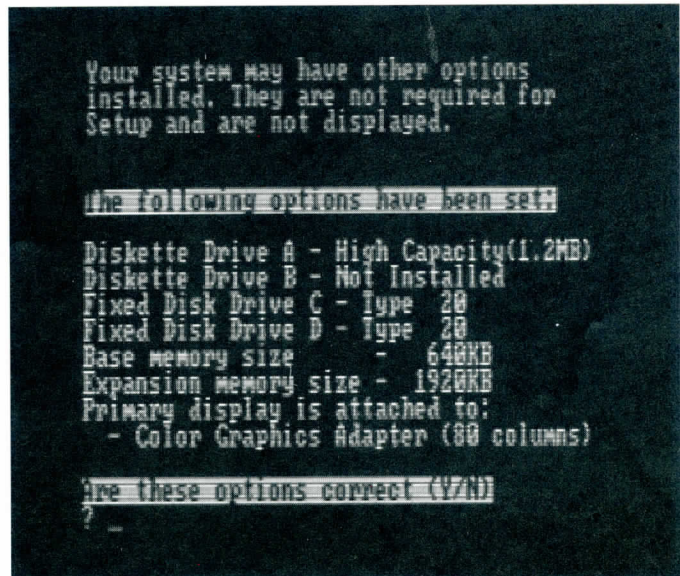 Your system may have other options
installed. They are not required for
Setup and are not displayed.
The following options have been set:
Diskette Drive A - High Capacity(1.2MB)
Diskette Drive B - Not Installed
Fixed Disk Drive C - Type  20
Fixed Disk Drive D - Type  20
Base memory size       -   640KB
Expansion memory size -  1920KB
Primary display is attached to:
  - Color Graphics Adapter (80 columns)
Are these options correct (Y/N)
? _